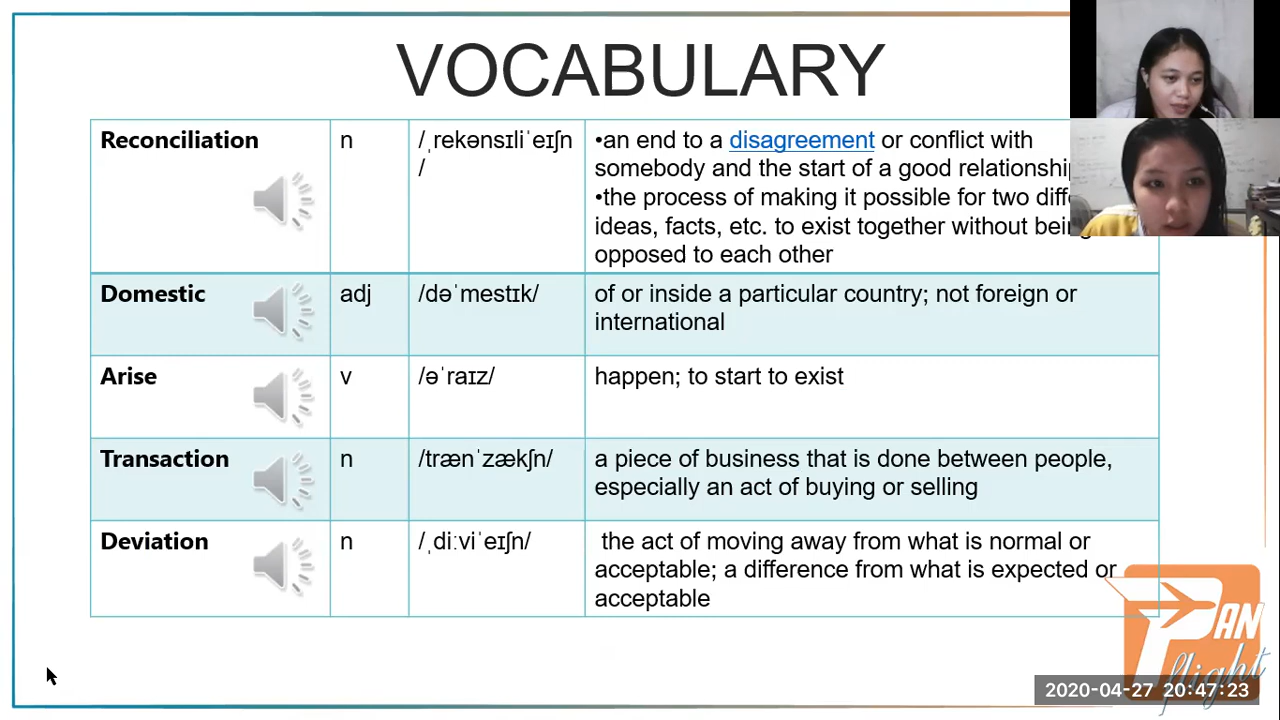 VOCABULARY
Reconciliation
n
/ˌrekənsɪliˈeɪʃn
/
•an end to a disagreement or conflict with
somebody and the start of a good
•the process of making it possible for two
ideas, facts, etc. to exist together without
opposed to each other
Domestic
adj
/dəˈmestɪk/
of or inside a particular country; not foreign or
international
Arise
v
/əˈraɪz/
happen; to start to exist
Transaction
n
/trænˈzækʃn/
a piece of business that is done between people,
especially an act of buying or selling
Deviation
n
/ˌdiːviˈeɪʃn/
the act of moving away from what is normal or
acceptable; a difference from what is expected or
acceptable
PAN
flight
2020-04-27 20:47:23